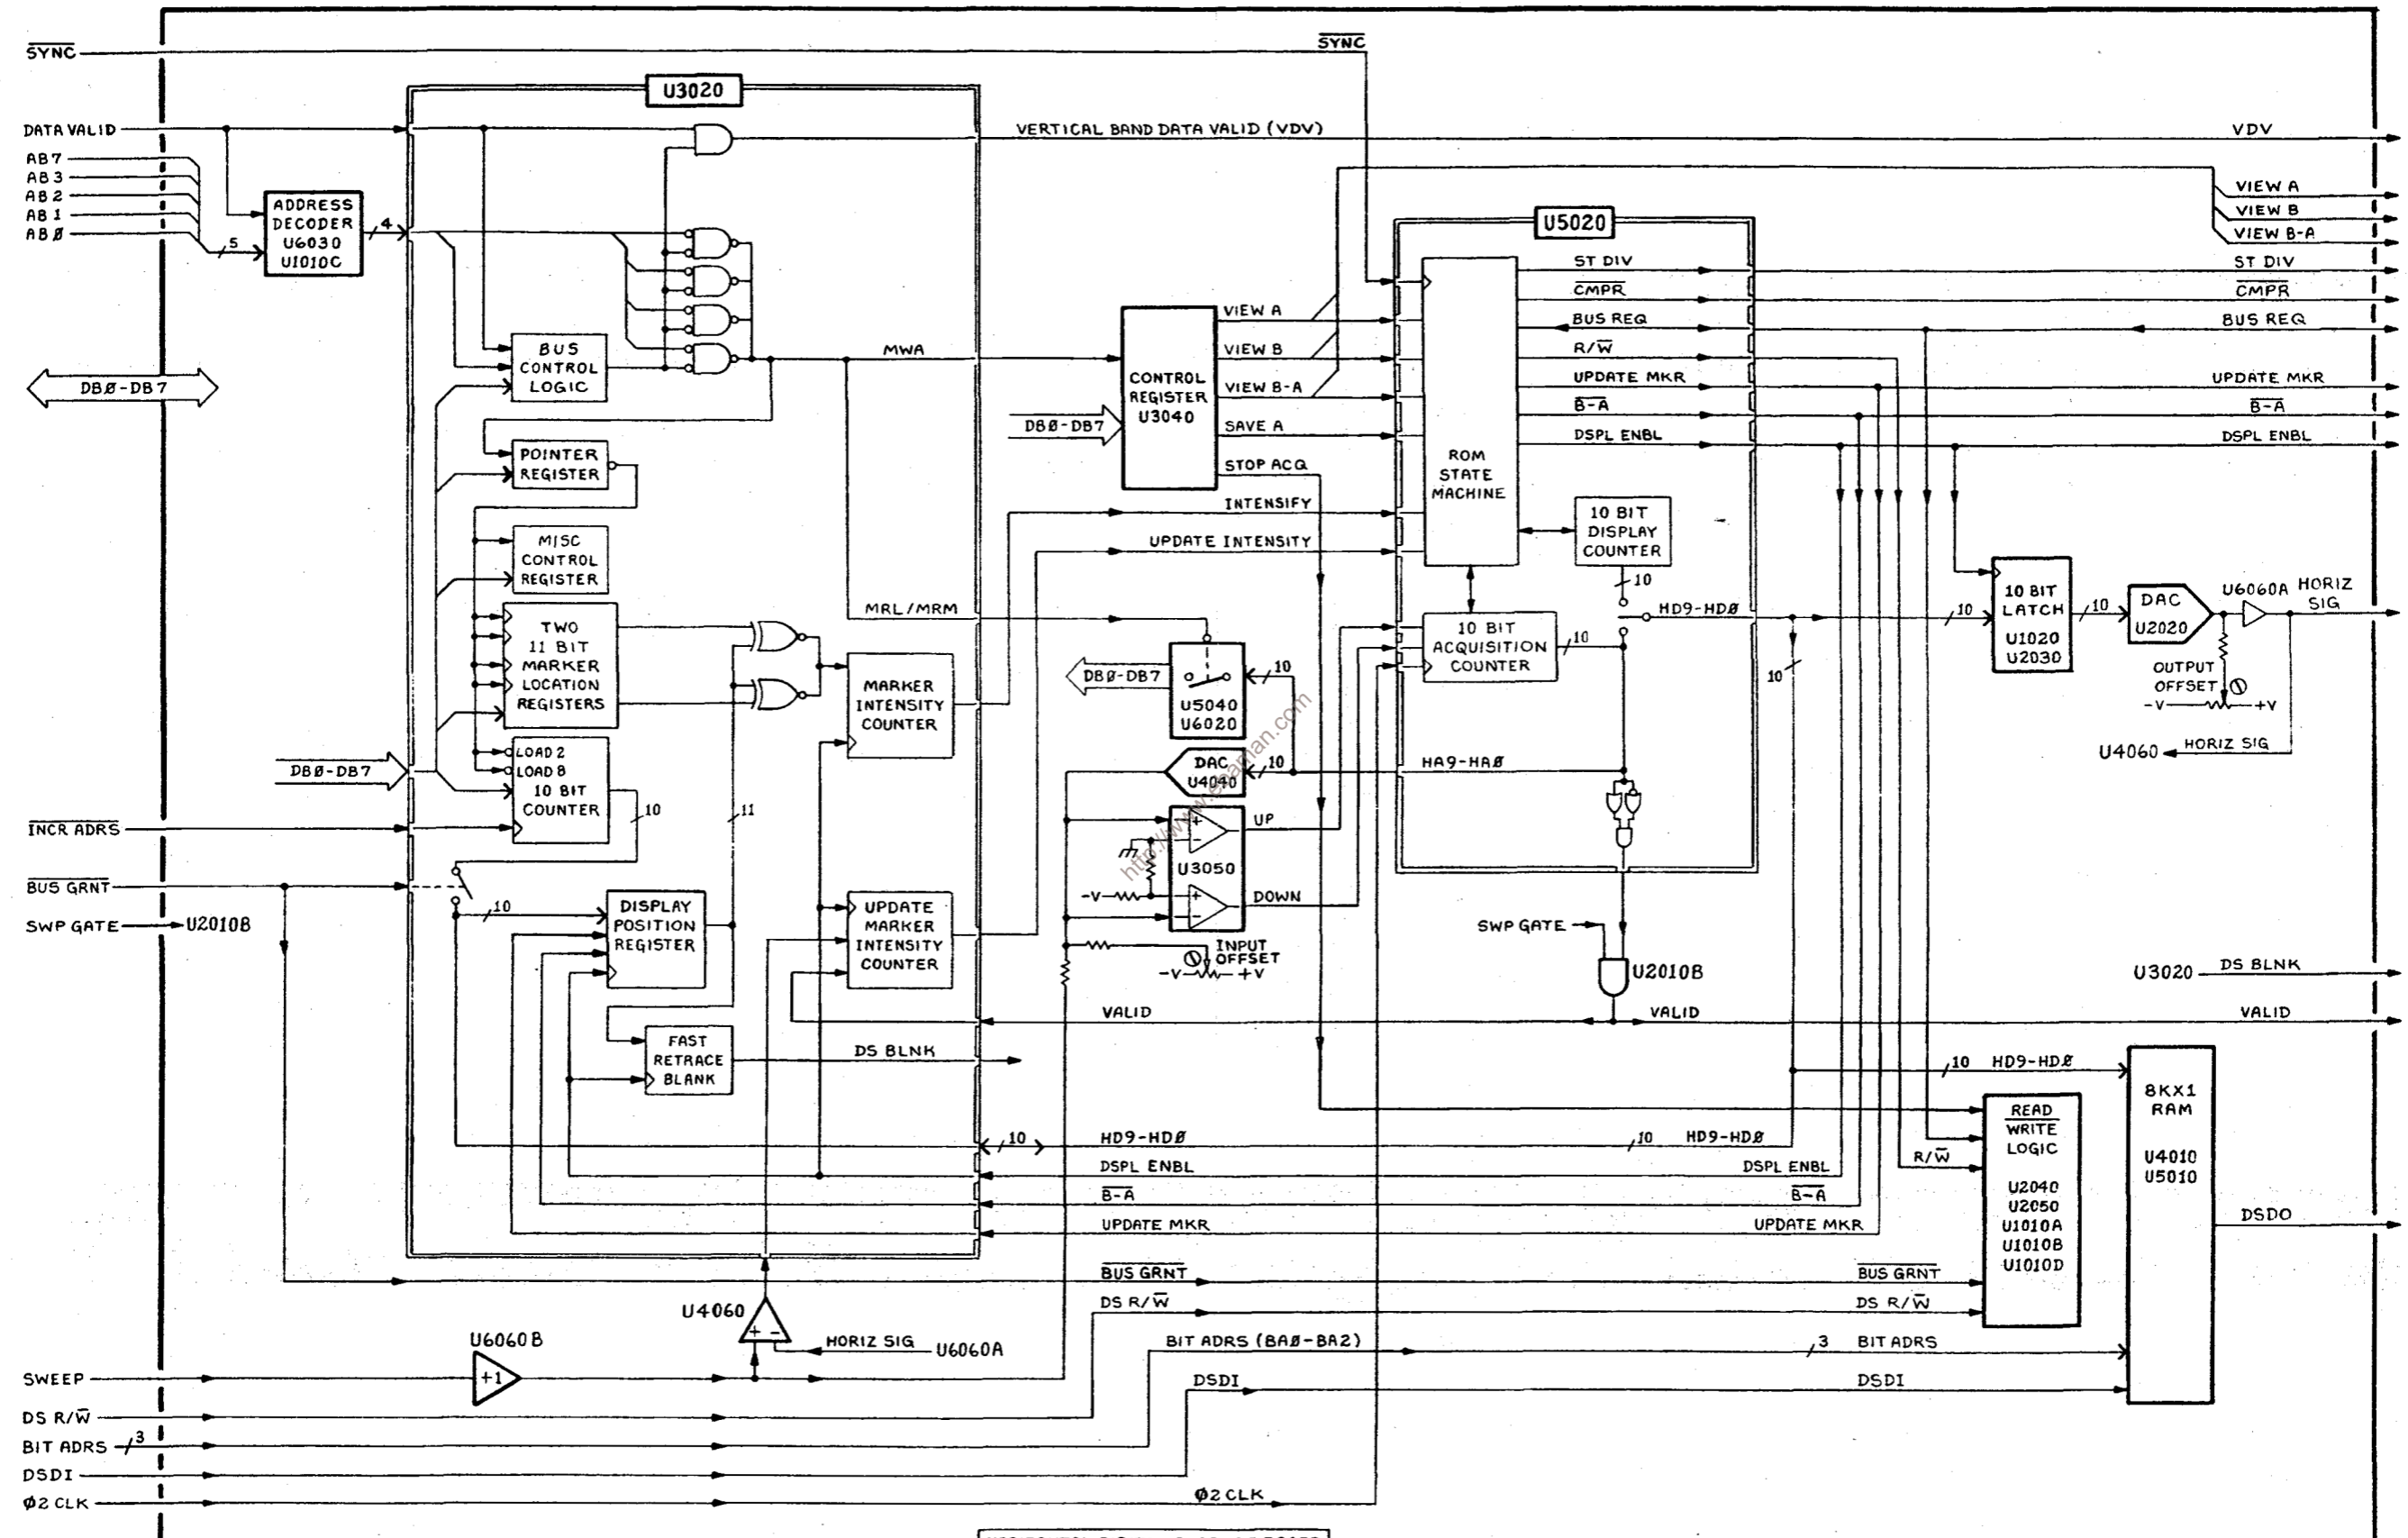 SYNC
SYNC
U3020
DATA VALID
VERTICAL BAND DATA VALID (VDV)
VDV
AB7
AB3
AB2
AB1
ABØ
5
ADDRESS
DECODER
U6030
U1010C
4
VIEW A
VIEW B
VIEW B-A
U5020
ST DIV
ST DIV
CMPR
CMPR
BUS REQ
BUS REQ
R/W
UPDATE MKR
UPDATE MKR
B-A
B-A
DSPL ENBL
DSPL ENBL
BUS
CONTROL
LOGIC
MWA
CONTROL
REGISTER
U3040
VIEW A
VIEW B
VIEW B-A
SAVE A
STOP ACQ
DBØ-DB7
DBØ-DB7
POINTER
REGISTER
INTENSIFY
UPDATE INTENSITY
ROM
STATE
MACHINE
10 BIT
DISPLAY
COUNTER
10
MISC
CONTROL
REGISTER
MRL/MRM
TWO
11 BIT
MARKER
LOCATION
REGISTERS
MARKER
INTENSITY
COUNTER
DBØ-DB7
U5040
U6020
10
10 BIT
ACQUISITION
COUNTER
10
HD9-HDØ
10
10
10 BIT
LATCH
U1020
U2030
10
DAC
U2020
U6060A
HORIZ
SIG
OUTPUT
OFFSET
-V
+V
U4060
HORIZ SIG
DBØ-DB7
LOAD 2
LOAD 8
10 BIT
COUNTER
10
11
DAC
U4040
10
HA9-HAØ
INCR ADRS
UP
U3050
+
-
+
-
-V
DOWN
INPUT
OFFSET
-V
+V
BUS GRNT
SWP GATE
U2010B
10
DISPLAY
POSITION
REGISTER
UPDATE
MARKER
INTENSITY
COUNTER
SWP GATE
U2010B
U3020
DS BLNK
VALID
VALID
VALID
FAST
RETRACE
BLANK
DS BLNK
10
HD9-HDØ
8KX1
RAM
U4010
U5010
READ
WRITE
LOGIC
U2040
U2050
U1010A
U1010B
U1010D
10
HD9-HDØ
10
HD9-HDØ
DSPL ENBL
DSPL ENBL
R/W
B-A
B-A
UPDATE MKR
UPDATE MKR
DSDO
BUS GRNT
BUS GRNT
DS R/W
DS R/W
U4060
+ -
U6060B
+1
HORIZ SIG
U6060A
BIT ADRS (BAØ-BA2)
3
BIT ADRS
SWEEP
DSDI
DSDI
DS R/W
BIT ADRS
3
DSDI
Ø2 CLK
Ø2 CLK